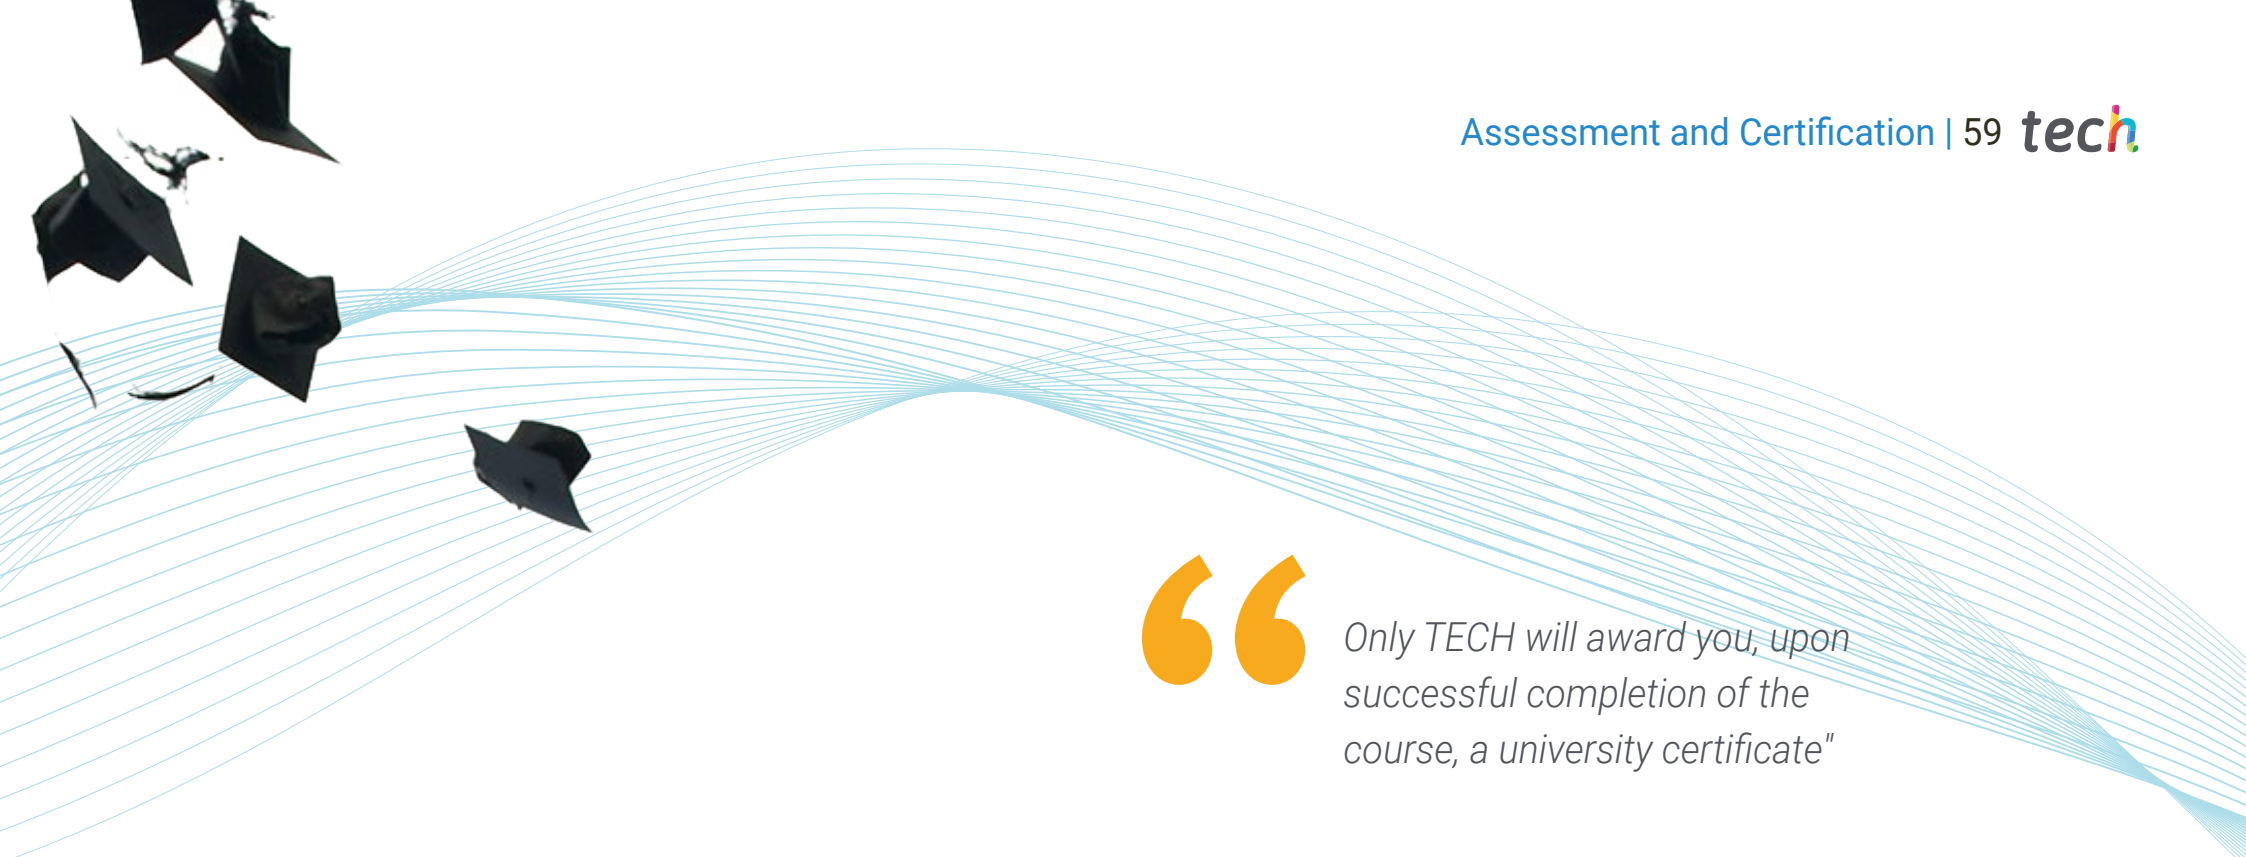 Assessment and Certification | 59 tech
Only TECH will award you, upon
successful completion of the
course, a university certificate"